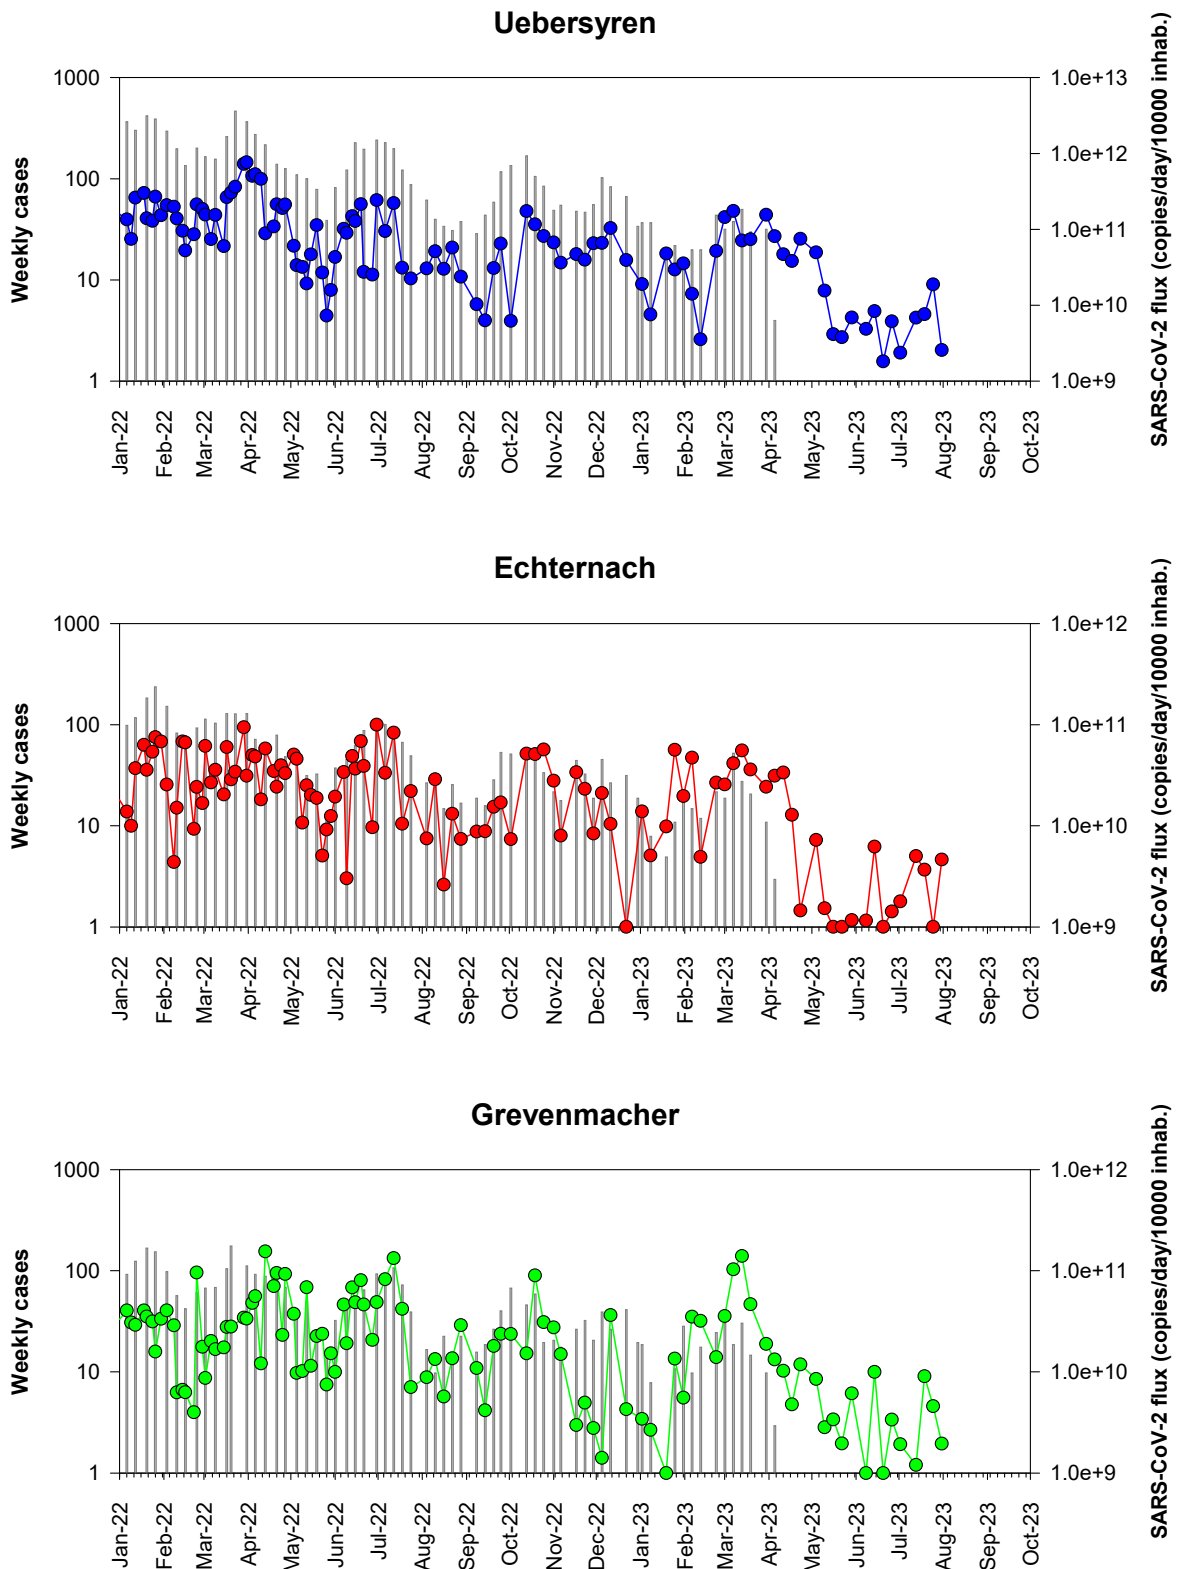 Uebersyren
Weekly cases
1000
100
10
1
1.0e+13
1.0e+12
1.0e+11
1.0e+10
1.0e+9
SARS-CoV-2 flux (copies/day/10000 inhab.)
Jan-22
Feb-22
Mar-22
Apr-22
May-22
Jun-22
Jul-22
Aug-22
Sep-22
Oct-22
Nov-22
Dec-22
Jan-23
Feb-23
Mar-23
Apr-23
May-23
Jun-23
Jul-23
Aug-23
Sep-23
Oct-23
Echternach
Weekly cases
1000
100
10
1
1.0e+12
1.0e+11
1.0e+10
1.0e+9
SARS-CoV-2 flux (copies/day/10000 inhab.)
Jan-22
Feb-22
Mar-22
Apr-22
May-22
Jun-22
Jul-22
Aug-22
Sep-22
Oct-22
Nov-22
Dec-22
Jan-23
Feb-23
Mar-23
Apr-23
May-23
Jun-23
Jul-23
Aug-23
Sep-23
Oct-23
Grevenmacher
Weekly cases
1000
100
10
1
1.0e+12
1.0e+11
1.0e+10
1.0e+9
SARS-CoV-2 flux (copies/day/10000 inhab.)
Jan-22
Feb-22
Mar-22
Apr-22
May-22
Jun-22
Jul-22
Aug-22
Sep-22
Oct-22
Nov-22
Dec-22
Jan-23
Feb-23
Mar-23
Apr-23
May-23
Jun-23
Jul-23
Aug-23
Sep-23
Oct-23